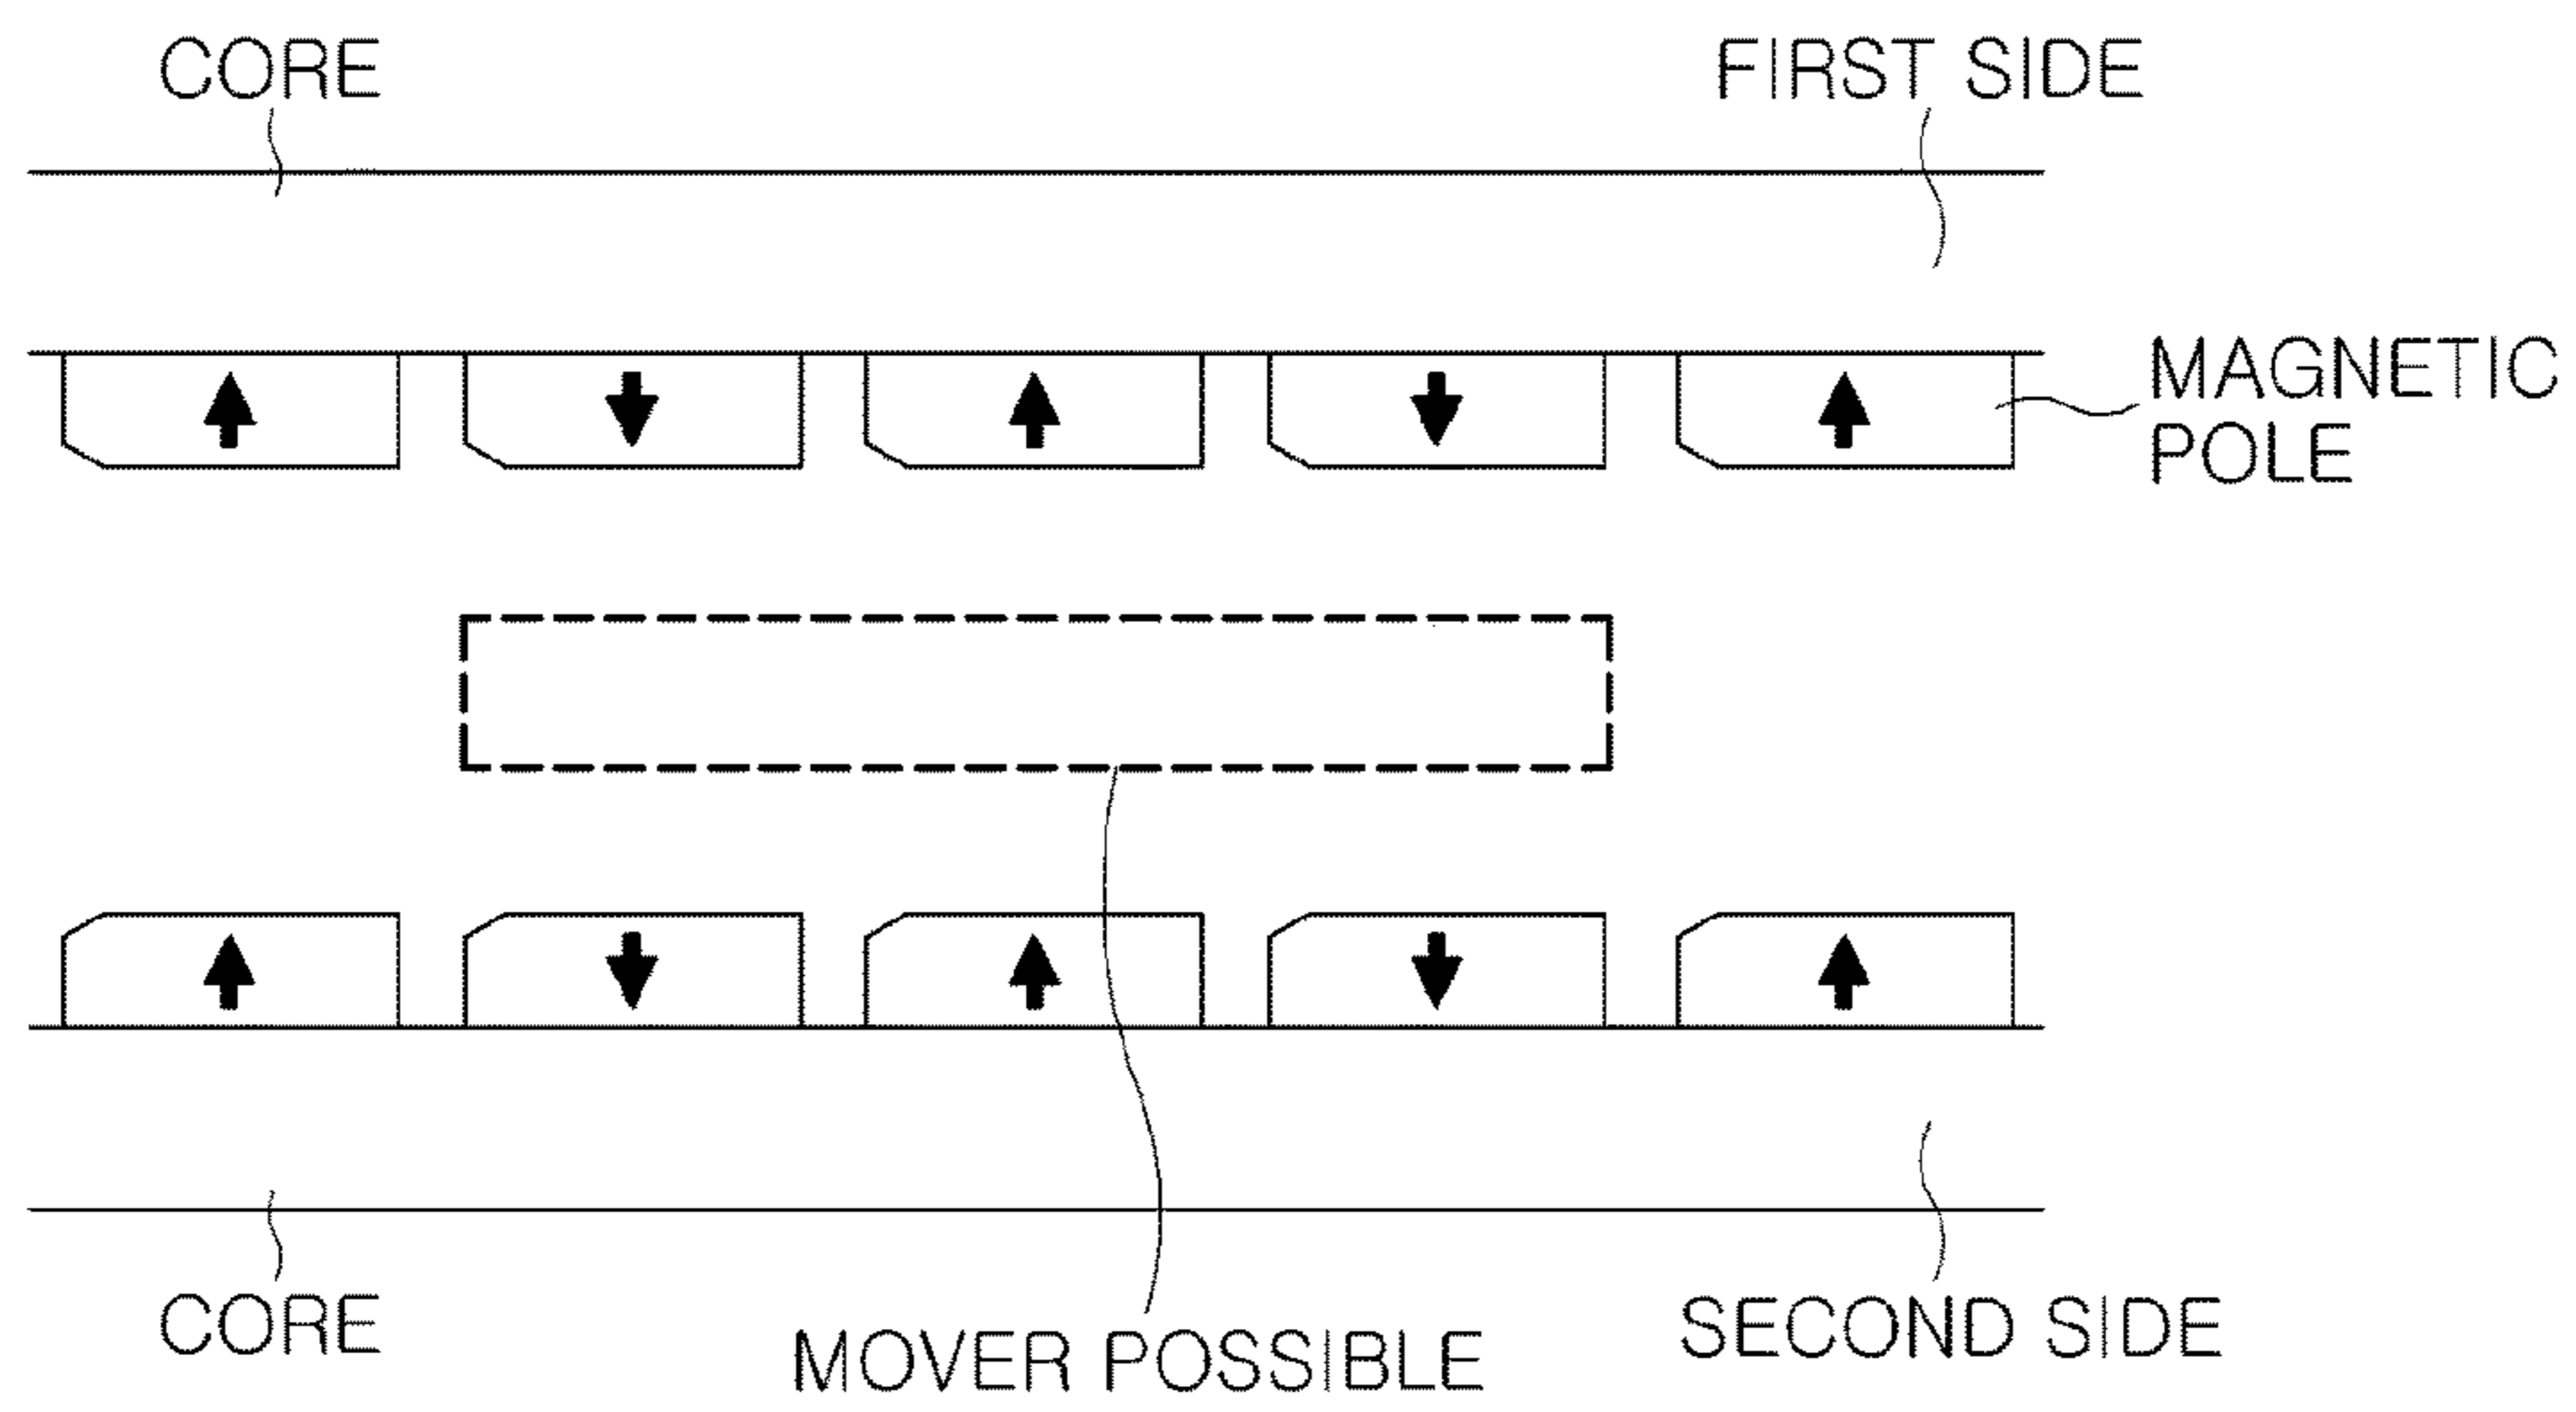 CORE
FIRST SIDE
MAGNETIC
POLE
CORE
MOVER POSSIBLE
SECOND SIDE